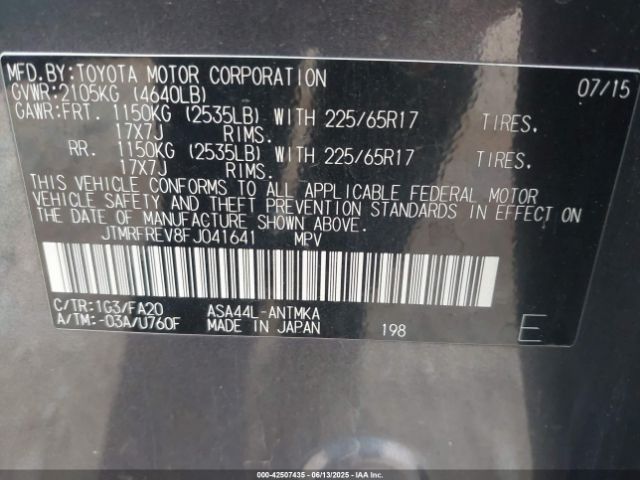 MFD.BY:TOYOTA MOTOR CORPORATION 07/15
GVWR:2105KG (4640LB)
GAWR:FRT. 1150KG (2535LB) WITH 225/65R17 TIRES.
17X7J RIMS.
RR. 1150KG (2535LB) WITH 225/65R17 TIRES.
17X7J RIMS.
THIS VEHICLE CONFORMS TO ALL APPLICABLE FEDERAL MOTOR
VEHICLE SAFETY AND THEFT PREVENTION STANDARDS IN EFFECT ON
THE DATE OF MANUFACTURE SHOWN ABOVE.
JTMRFREV8FJ041641 MPV
C/TR:1G3/FA20 ASA44L-ANTMKA
A/TM:-03A/U760F MADE IN JAPAN 198 E
000-42507435 - 06/13/2025 - IAA, Inc.